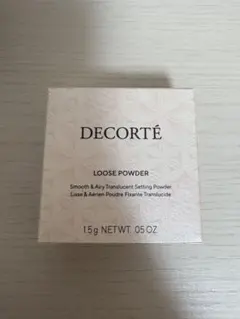 DECORTÉ
LOOSE POWDER
Smooth & Airy Translucent Setting Powder
Lisse & Aérien Poudre Fixante Translucide
1.5g NET WT. .05 OZ.